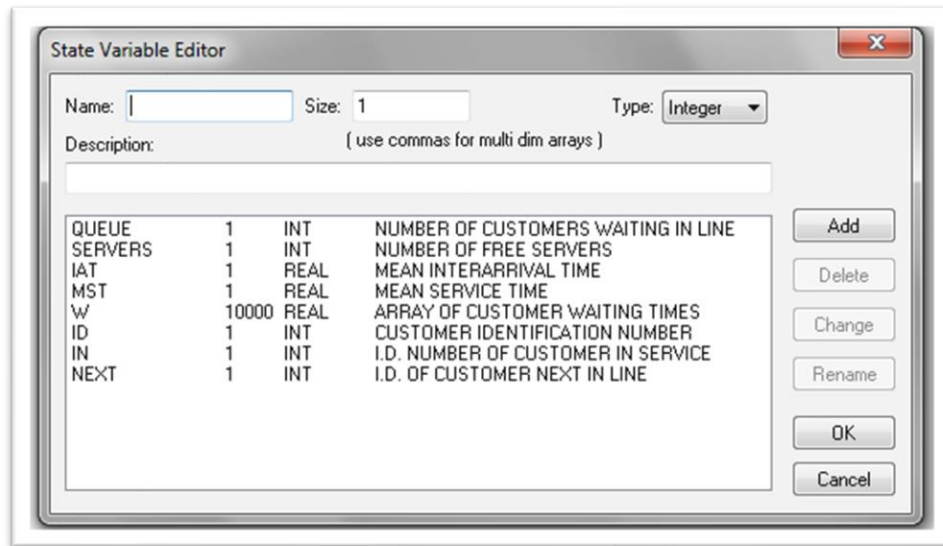 State Variable Editor
Name: Size: 1 Type: Integer
Description: ( use commas for multi dim arrays )
QUEUE 1 INT NUMBER OF CUSTOMERS WAITING IN LINE
SERVERS 1 INT NUMBER OF FREE SERVERS
IAT 1 REAL MEAN INTERARRIVAL TIME
MST 1 REAL MEAN SERVICE TIME
W 10000 REAL ARRAY OF CUSTOMER WAITING TIMES
ID 1 INT CUSTOMER IDENTIFICATION NUMBER
IN 1 INT I.D. NUMBER OF CUSTOMER IN SERVICE
NEXT 1 INT I.D. OF CUSTOMER NEXT IN LINE
Add
Delete
Change
Rename
OK
Cancel